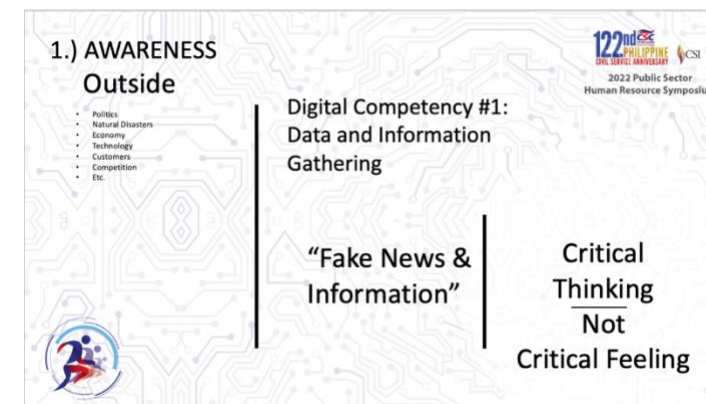 1.) AWARENESS
Outside
• Politics
• Natural Disasters
• Economy
• Technology
• Customers
• Competition
• Etc.
122nd CSC
PHILIPPINE
CIVIL SERVICE ANNIVERSARY
CSI
2022 Public Sector
Human Resource Symposiu
Digital Competency #1:
Data and Information
Gathering
“Fake News &
Information”
Critical
Thinking
Not
Critical Feeling